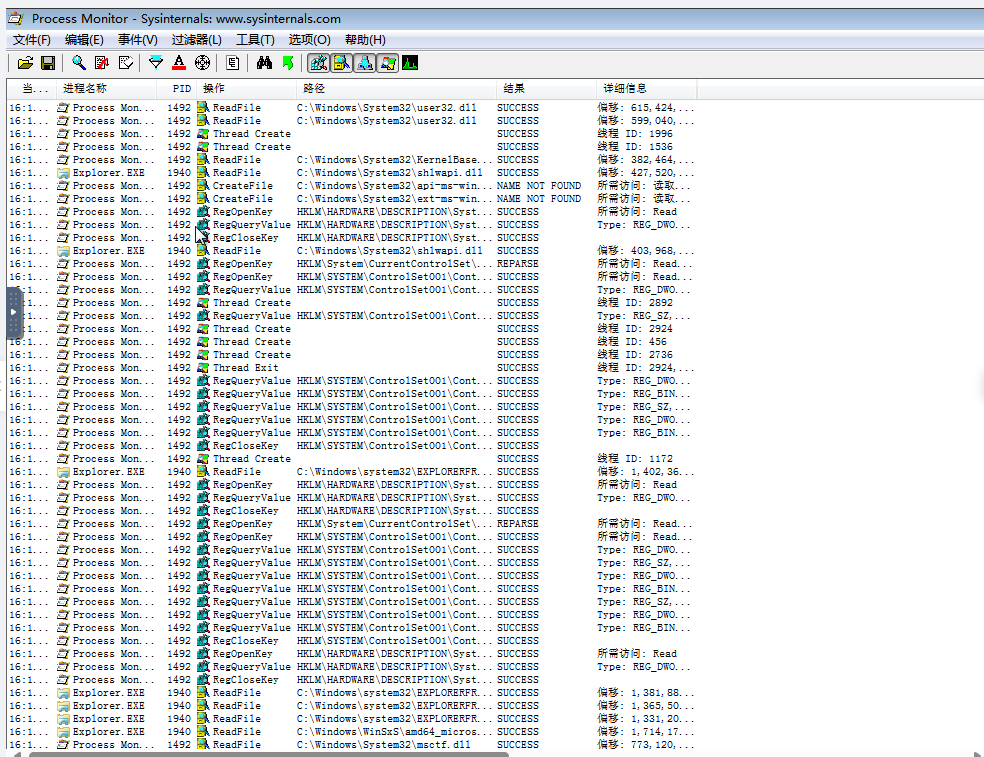 Process Monitor - Sysinternals: www.sysinternals.com
文件(F) 编辑(E) 事件(V) 过滤器(L) 工具(T) 选项(O) 帮助(H)
当... 进程名称 PID 操作 路径 结果 详细信息
16:1... Process Mon... 1492 ReadFile C:\Windows\System32\user32.dll SUCCESS 偏移: 615,424,...
16:1... Process Mon... 1492 ReadFile C:\Windows\System32\user32.dll SUCCESS 偏移: 599,040,...
16:1... Process Mon... 1492 Thread Create SUCCESS 线程 ID: 1996
16:1... Process Mon... 1492 Thread Create SUCCESS 线程 ID: 1536
16:1... Process Mon... 1492 ReadFile C:\Windows\System32\KernelBase... SUCCESS 偏移: 382,464,...
16:1... Explorer.EXE 1940 ReadFile C:\Windows\System32\shlwapi.dll SUCCESS 偏移: 427,520,...
16:1... Process Mon... 1492 CreateFile C:\Windows\System32\api-ms-win... NAME NOT FOUND 所需访问: 读取...
16:1... Process Mon... 1492 CreateFile C:\Windows\System32\ext-ms-win... NAME NOT FOUND 所需访问: 读取...
16:1... Process Mon... 1492 RegOpenKey HKLM\HARDWARE\DESCRIPTION\Syst... SUCCESS 所需访问: Read
16:1... Process Mon... 1492 RegQueryValue HKLM\HARDWARE\DESCRIPTION\Syst... SUCCESS Type: REG_DWO...
16:1... Process Mon... 1492 RegCloseKey HKLM\HARDWARE\DESCRIPTION\Syst... SUCCESS
16:1... Explorer.EXE 1940 ReadFile C:\Windows\System32\shlwapi.dll SUCCESS 偏移: 403,968,...
16:1... Process Mon... 1492 RegOpenKey HKLM\System\CurrentControlSet\... REPARSE 所需访问: Read...
16:1... Process Mon... 1492 RegOpenKey HKLM\SYSTEM\ControlSet001\Cont... SUCCESS 所需访问: Read...
16:1... Process Mon... 1492 RegQueryValue HKLM\SYSTEM\ControlSet001\Cont... SUCCESS Type: REG_DWO...
16:1... Process Mon... 1492 Thread Create SUCCESS 线程 ID: 2892
16:1... Process Mon... 1492 RegQueryValue HKLM\SYSTEM\ControlSet001\Cont... SUCCESS Type: REG_SZ,...
16:1... Process Mon... 1492 Thread Create SUCCESS 线程 ID: 2924
16:1... Process Mon... 1492 Thread Create SUCCESS 线程 ID: 456
16:1... Process Mon... 1492 Thread Create SUCCESS 线程 ID: 2736
16:1... Process Mon... 1492 Thread Exit SUCCESS 线程 ID: 2924,...
16:1... Process Mon... 1492 RegQueryValue HKLM\SYSTEM\ControlSet001\Cont... SUCCESS Type: REG_DWO...
16:1... Process Mon... 1492 RegQueryValue HKLM\SYSTEM\ControlSet001\Cont... SUCCESS Type: REG_BIN...
16:1... Process Mon... 1492 RegQueryValue HKLM\SYSTEM\ControlSet001\Cont... SUCCESS Type: REG_SZ,...
16:1... Process Mon... 1492 RegQueryValue HKLM\SYSTEM\ControlSet001\Cont... SUCCESS Type: REG_DWO...
16:1... Process Mon... 1492 RegQueryValue HKLM\SYSTEM\ControlSet001\Cont... SUCCESS Type: REG_BIN...
16:1... Process Mon... 1492 RegCloseKey HKLM\SYSTEM\ControlSet001\Cont... SUCCESS
16:1... Process Mon... 1492 Thread Create SUCCESS 线程 ID: 1172
16:1... Explorer.EXE 1940 ReadFile C:\Windows\system32\EXPLORERFR... SUCCESS 偏移: 1,402,36...
16:1... Process Mon... 1492 RegOpenKey HKLM\HARDWARE\DESCRIPTION\Syst... SUCCESS 所需访问: Read
16:1... Process Mon... 1492 RegQueryValue HKLM\HARDWARE\DESCRIPTION\Syst... SUCCESS Type: REG_DWO...
16:1... Process Mon... 1492 RegCloseKey HKLM\HARDWARE\DESCRIPTION\Syst... SUCCESS
16:1... Process Mon... 1492 RegOpenKey HKLM\System\CurrentControlSet\... REPARSE 所需访问: Read...
16:1... Process Mon... 1492 RegOpenKey HKLM\SYSTEM\ControlSet001\Cont... SUCCESS 所需访问: Read...
16:1... Process Mon... 1492 RegQueryValue HKLM\SYSTEM\ControlSet001\Cont... SUCCESS Type: REG_DWO...
16:1... Process Mon... 1492 RegQueryValue HKLM\SYSTEM\ControlSet001\Cont... SUCCESS Type: REG_SZ,...
16:1... Process Mon... 1492 RegQueryValue HKLM\SYSTEM\ControlSet001\Cont... SUCCESS Type: REG_DWO...
16:1... Process Mon... 1492 RegQueryValue HKLM\SYSTEM\ControlSet001\Cont... SUCCESS Type: REG_BIN...
16:1... Process Mon... 1492 RegQueryValue HKLM\SYSTEM\ControlSet001\Cont... SUCCESS Type: REG_SZ,...
16:1... Process Mon... 1492 RegQueryValue HKLM\SYSTEM\ControlSet001\Cont... SUCCESS Type: REG_DWO...
16:1... Process Mon... 1492 RegQueryValue HKLM\SYSTEM\ControlSet001\Cont... SUCCESS Type: REG_BIN...
16:1... Process Mon... 1492 RegCloseKey HKLM\SYSTEM\ControlSet001\Cont... SUCCESS
16:1... Process Mon... 1492 RegOpenKey HKLM\HARDWARE\DESCRIPTION\Syst... SUCCESS 所需访问: Read
16:1... Process Mon... 1492 RegQueryValue HKLM\HARDWARE\DESCRIPTION\Syst... SUCCESS Type: REG_DWO...
16:1... Process Mon... 1492 RegCloseKey HKLM\HARDWARE\DESCRIPTION\Syst... SUCCESS
16:1... Explorer.EXE 1940 ReadFile C:\Windows\system32\EXPLORERFR... SUCCESS 偏移: 1,381,88...
16:1... Explorer.EXE 1940 ReadFile C:\Windows\system32\EXPLORERFR... SUCCESS 偏移: 1,365,50...
16:1... Explorer.EXE 1940 ReadFile C:\Windows\system32\EXPLORERFR... SUCCESS 偏移: 1,331,20...
16:1... Explorer.EXE 1940 ReadFile C:\Windows\WinSxS\amd64_micros... SUCCESS 偏移: 1,714,17...
16:1... Process Mon... 1492 ReadFile C:\Windows\System32\msctf.dll SUCCESS 偏移: 773,120,...